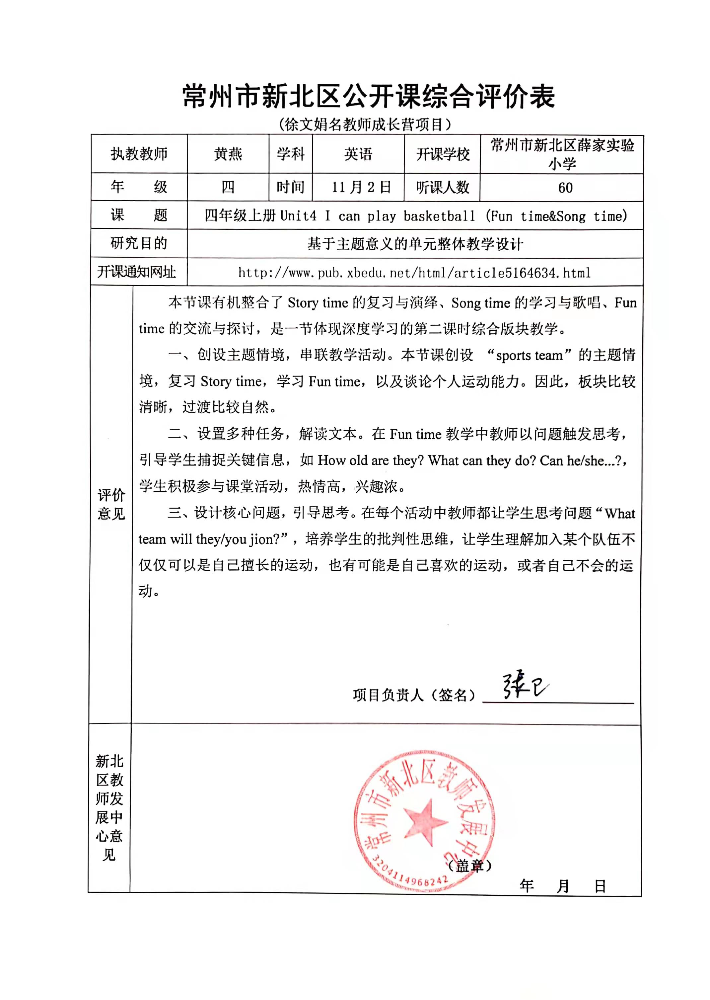 常州市新北区公开课综合评价表
（徐文娟名教师成长营项目）
执教教师 黄燕 学科 英语 开课学校 常州市新北区薛家实验
小学
年 级 四 时间 11月2日 听课人数 60
课 题 四年级上册 Unit4 I can play basketball (Fun time&Song time)
研究目的 基于主题意义的单元整体教学设计
开课通知网址 http://www.pub.xbedu.net/html/article5164634.html
评价
意见
本节课有机整合了 Story time 的复习与演绎、Song time 的学习与歌唱、Fun
time 的交流与探讨，是一节体现深度学习的第二课时综合版块教学。
一、创设主题情境，串联教学活动。本节课创设 “sports team”的主题情
境，复习 Story time，学习 Fun time，以及谈论个人运动能力。因此，板块比较
清晰，过渡比较自然。
二、设置多种任务，解读文本。在 Fun time 教学中教师以问题触发思考，
引导学生捕捉关键信息，如 How old are they? What can they do? Can he/she...?，
学生积极参与课堂活动，热情高，兴趣浓。
三、设计核心问题，引导思考。在每个活动中教师都让学生思考问题“What
team will they/you jion?”，培养学生的批判性思维，让学生理解加入某个队伍不
仅仅可以是自己擅长的运动，也有可能是自己喜欢的运动，或者自己不会的运
动。
项目负责人（签名）
新北
区教
师发
展中
心意
见
常州市新北区教师发展中心
3204114968242
（盖章）
年 月 日